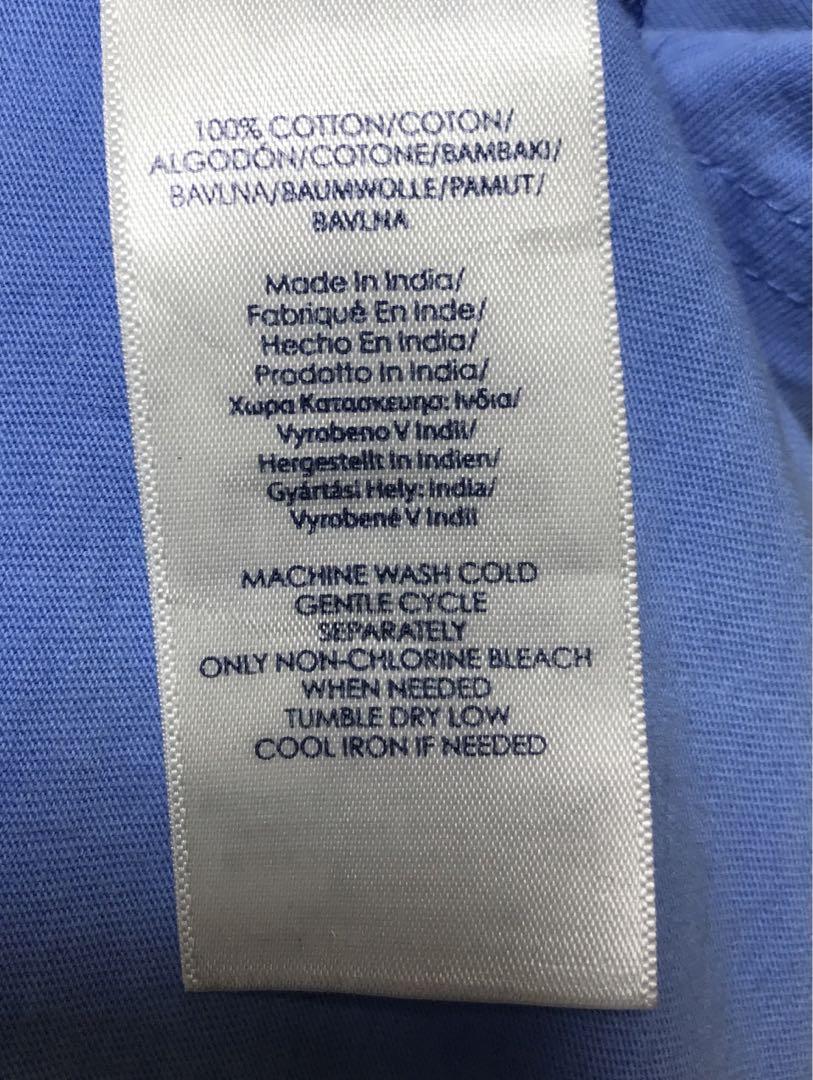 100% COTTON/COTON/
ALGODÓN/COTONE/BAMBAKI/
BAVLNA/BAUMWOLLE/PAMUT/
BAVLNA
Made In India/
Fabriqué En Inde/
Hecho En India/
Prodotto In India/
Χωρα Κατασκευης: Ινδια/
Vyrobeno V Indii/
Hergestellt In Indien/
Gyártási Hely: India/
Vyrobené V Indii
MACHINE WASH COLD
GENTLE CYCLE
SEPARATELY
ONLY NON-CHLORINE BLEACH
WHEN NEEDED
TUMBLE DRY LOW
COOL IRON IF NEEDED